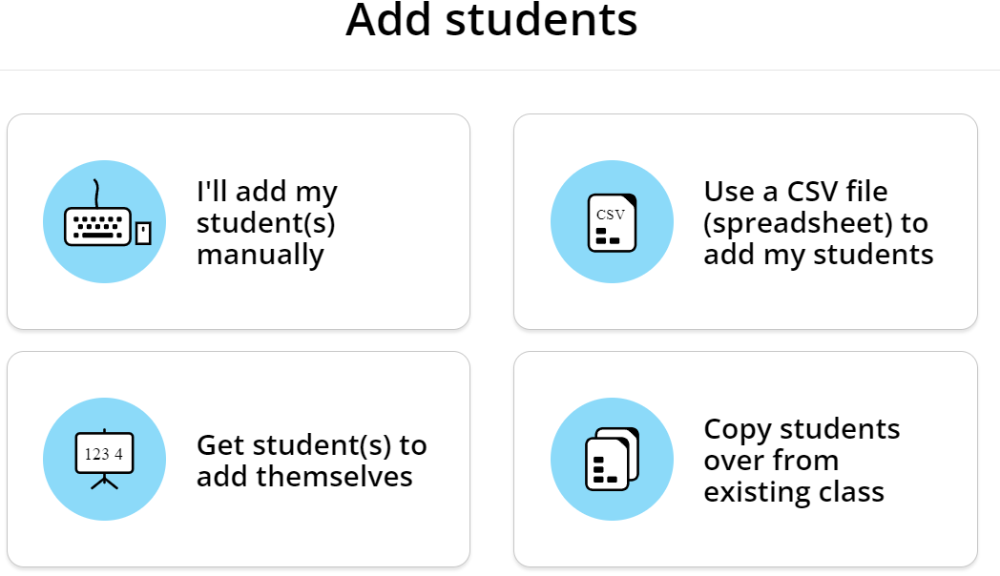 Add students
I'll add my
student(s)
manually
CSV
Use a CSV file
(spreadsheet) to
add my students
123 4
Get student(s) to
add themselves
Copy students
over from
existing class